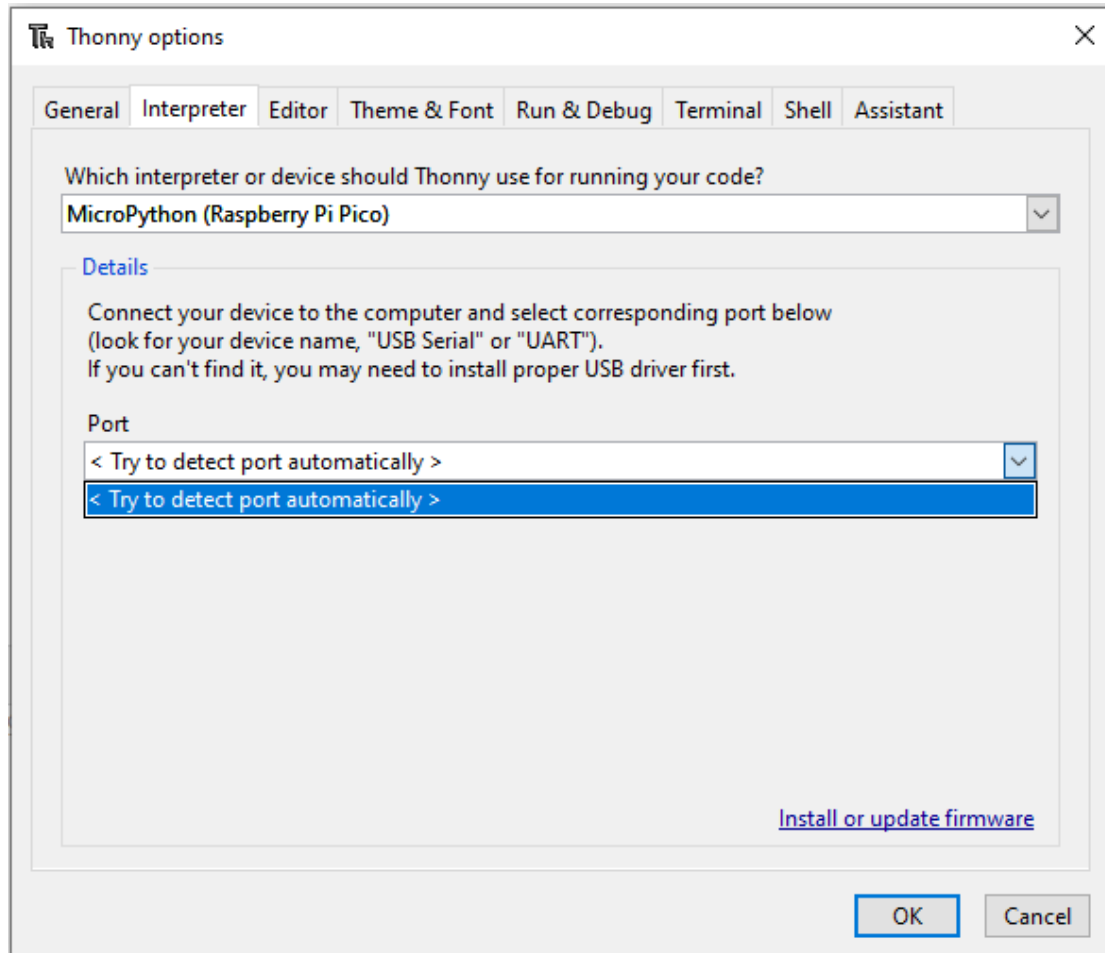 Thonny options
General Interpreter Editor Theme & Font Run & Debug Terminal Shell Assistant
Which interpreter or device should Thonny use for running your code?
MicroPython (Raspberry Pi Pico)
Details
Connect your device to the computer and select corresponding port below
(look for your device name, "USB Serial" or "UART").
If you can't find it, you may need to install proper USB driver first.
Port
< Try to detect port automatically >
< Try to detect port automatically >
Install or update firmware
OK Cancel